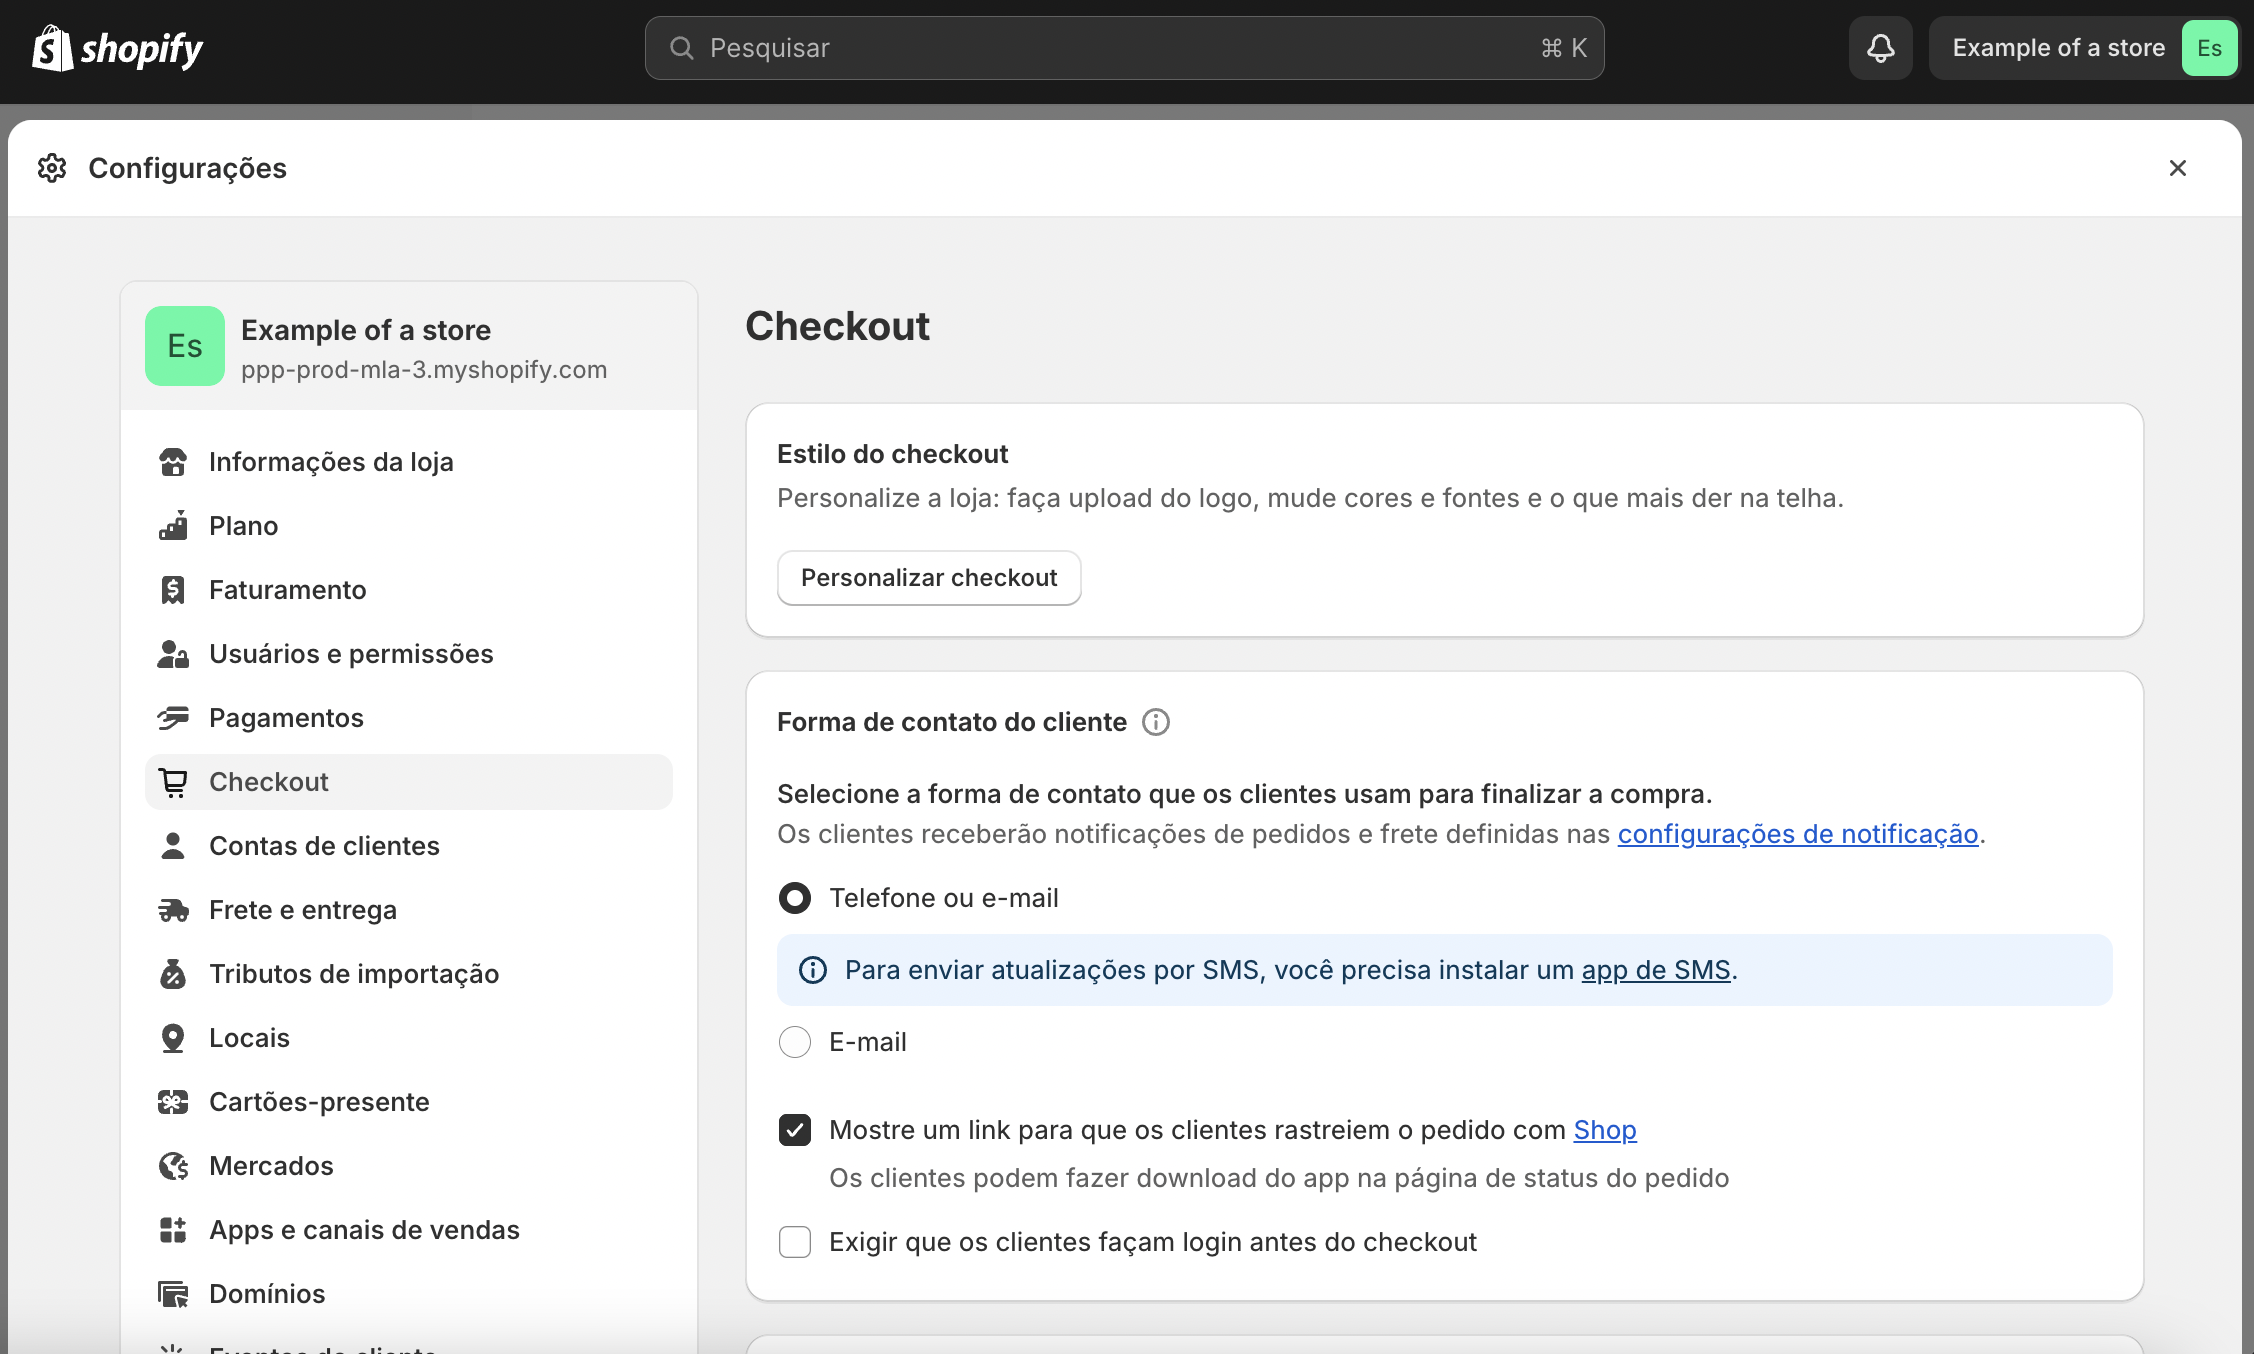 shopify
Pesquisar
⌘ K
Example of a store
Es
Configurações
Es
Example of a store
ppp-prod-mla-3.myshopify.com
Informações da loja
Plano
Faturamento
Usuários e permissões
Pagamentos
Checkout
Contas de clientes
Frete e entrega
Tributos de importação
Locais
Cartões-presente
Mercados
Apps e canais de vendas
Domínios
Eventos do cliente
Checkout
Estilo do checkout
Personalize a loja: faça upload do logo, mude cores e fontes e o que mais der na telha.
Personalizar checkout
Forma de contato do cliente
Selecione a forma de contato que os clientes usam para finalizar a compra.
Os clientes receberão notificações de pedidos e frete definidas nas configurações de notificação.
Telefone ou e-mail
Para enviar atualizações por SMS, você precisa instalar um app de SMS.
E-mail
Mostre um link para que os clientes rastreiem o pedido com Shop
Os clientes podem fazer download do app na página de status do pedido
Exigir que os clientes façam login antes do checkout